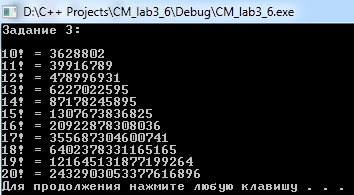 D:\C++ Projects\CM_lab3_6\Debug\CM_lab3_6.exe
Задание 3:
10! = 3628802
11! = 39916789
12! = 478996931
13! = 6227022595
14! = 87178245895
15! = 1307673836825
16! = 20922878308036
17! = 355687304600741
18! = 6402378331165165
19! = 121645131877199264
20! = 2432903053377616896
Для продолжения нажмите любую клавишу . . .